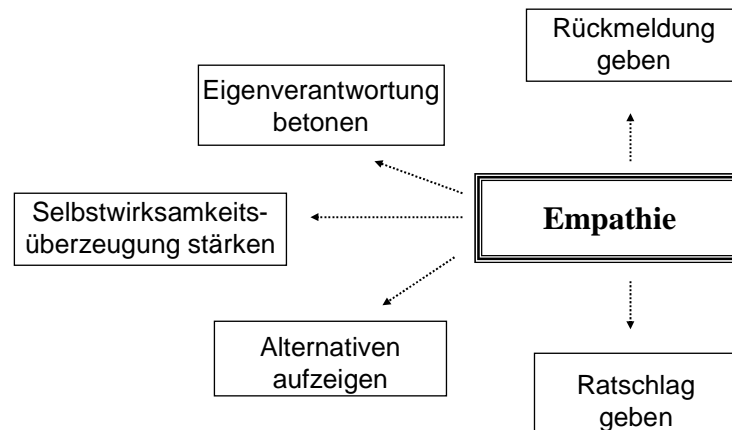 Rückmeldung
geben
Eigenverantwortung
betonen
Selbstwirksamkeits-
überzeugung stärken
Empathie
Alternativen
aufzeigen
Ratschlag
geben